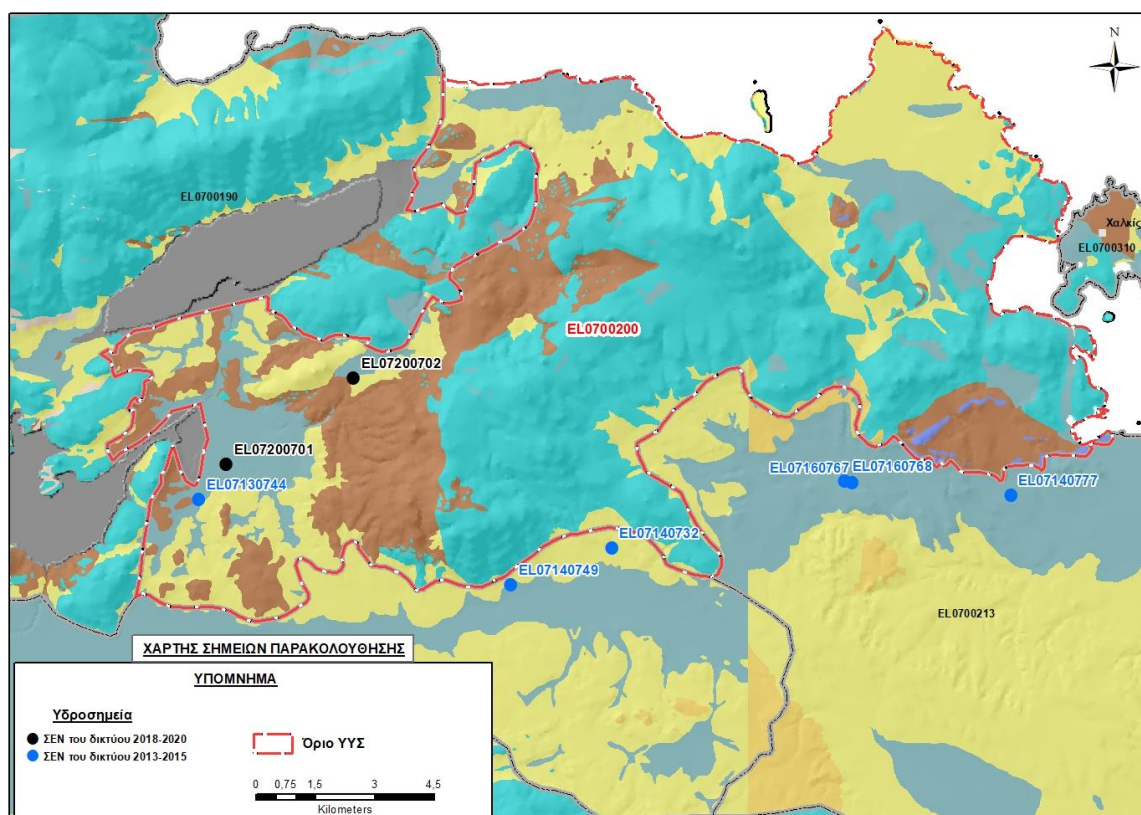 N
EL0700190
Χαλκίς
EL0700310
EL0700200
EL07200702
EL07200701
EL07130744
EL07160767
EL07160768
EL07140777
EL07140732
EL07140749
EL0700213
ΧΑΡΤΗΣ ΣΗΜΕΙΩΝ ΠΑΡΑΚΟΛΟΥΘΗΣΗΣ
ΥΠΟΜΝΗΜΑ
Υδροσημεία
ΣΕΝ του δικτύου 2018-2020
ΣΕΝ του δικτύου 2013-2015
Όριο ΥΥΣ
0 0,75 1,5 3 4,5
Kilometers